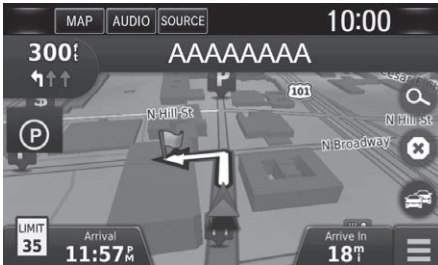 MAP AUDIO SOURCE 10:00
300ft AAAAAAAA
P
101
N Hill St
N Hill St
P
N Broadway
LIMIT
35
Arrival
11:57PM
Arrive In
18m